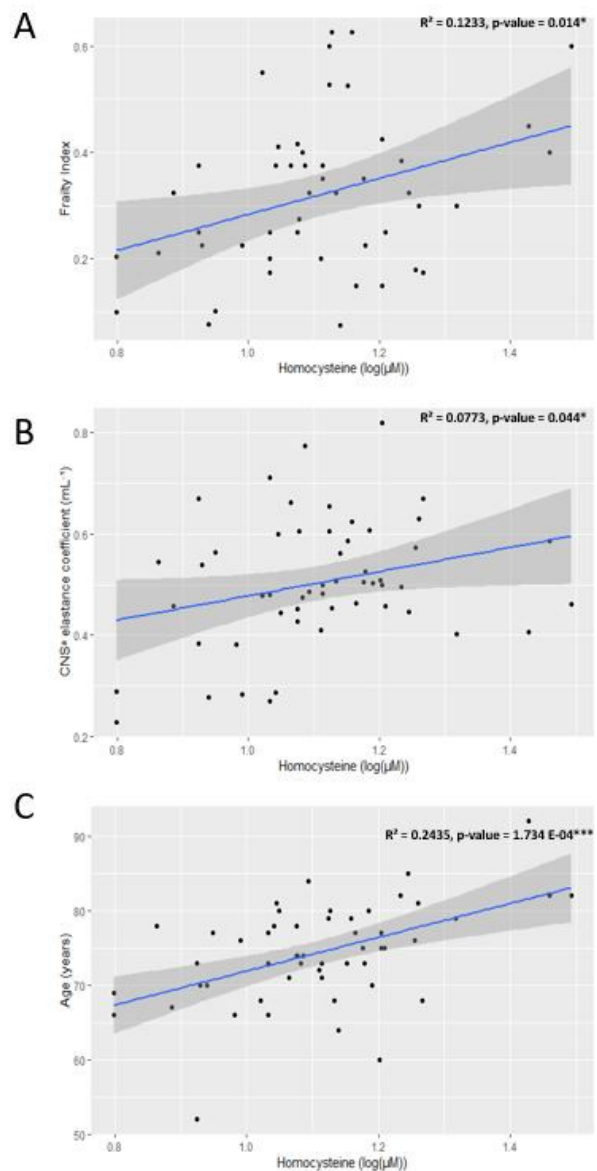 A
R² = 0.1233, p-value = 0.014*
0.6
0.4
0.2
Frailty Index
0.8 1.0 1.2 1.4
Homocysteine (log(μM))
B
R² = 0.0773, p-value = 0.044*
0.8
0.6
0.4
0.2
CNSᵃ elastance coefficient (mL⁻¹)
0.8 1.0 1.2 1.4
Homocysteine (log(μM))
C
R² = 0.2435, p-value = 1.734 E-04***
90
80
70
60
50
Age (years)
0.8 1.0 1.2 1.4
Homocysteine (log(μM))